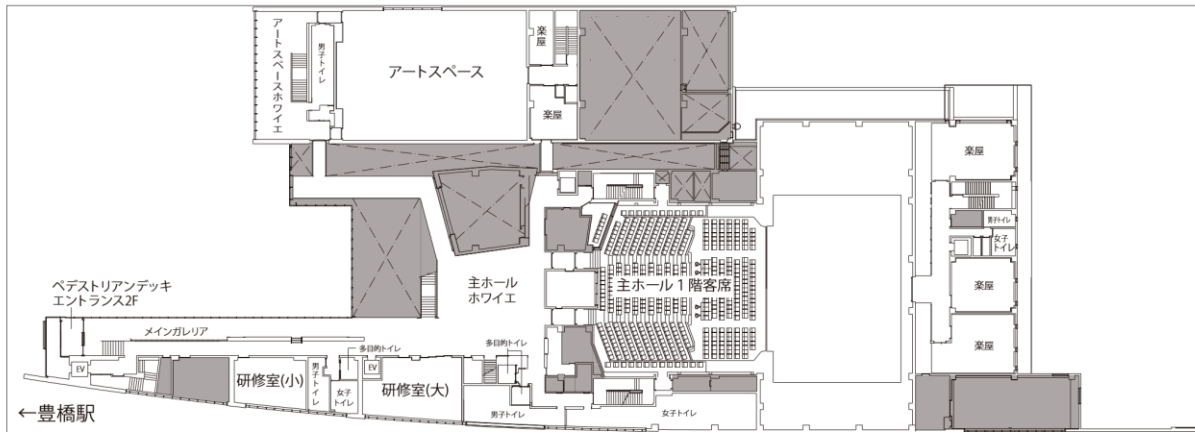 アートスペースホワイエ
男子トイレ
アートスペース
楽屋
楽屋
楽屋
男子トイレ
女子
トイレ
楽屋
楽屋
主ホール
ホワイエ
主ホール1階客席
ペデストリアンデッキ
エントランス2F
メインガレリア
EV
研修室(小)
男子トイレ
多目的トイレ
女子
トイレ
EV
研修室(大)
多目的トイレ
男子トイレ
女子トイレ
←豊橋駅